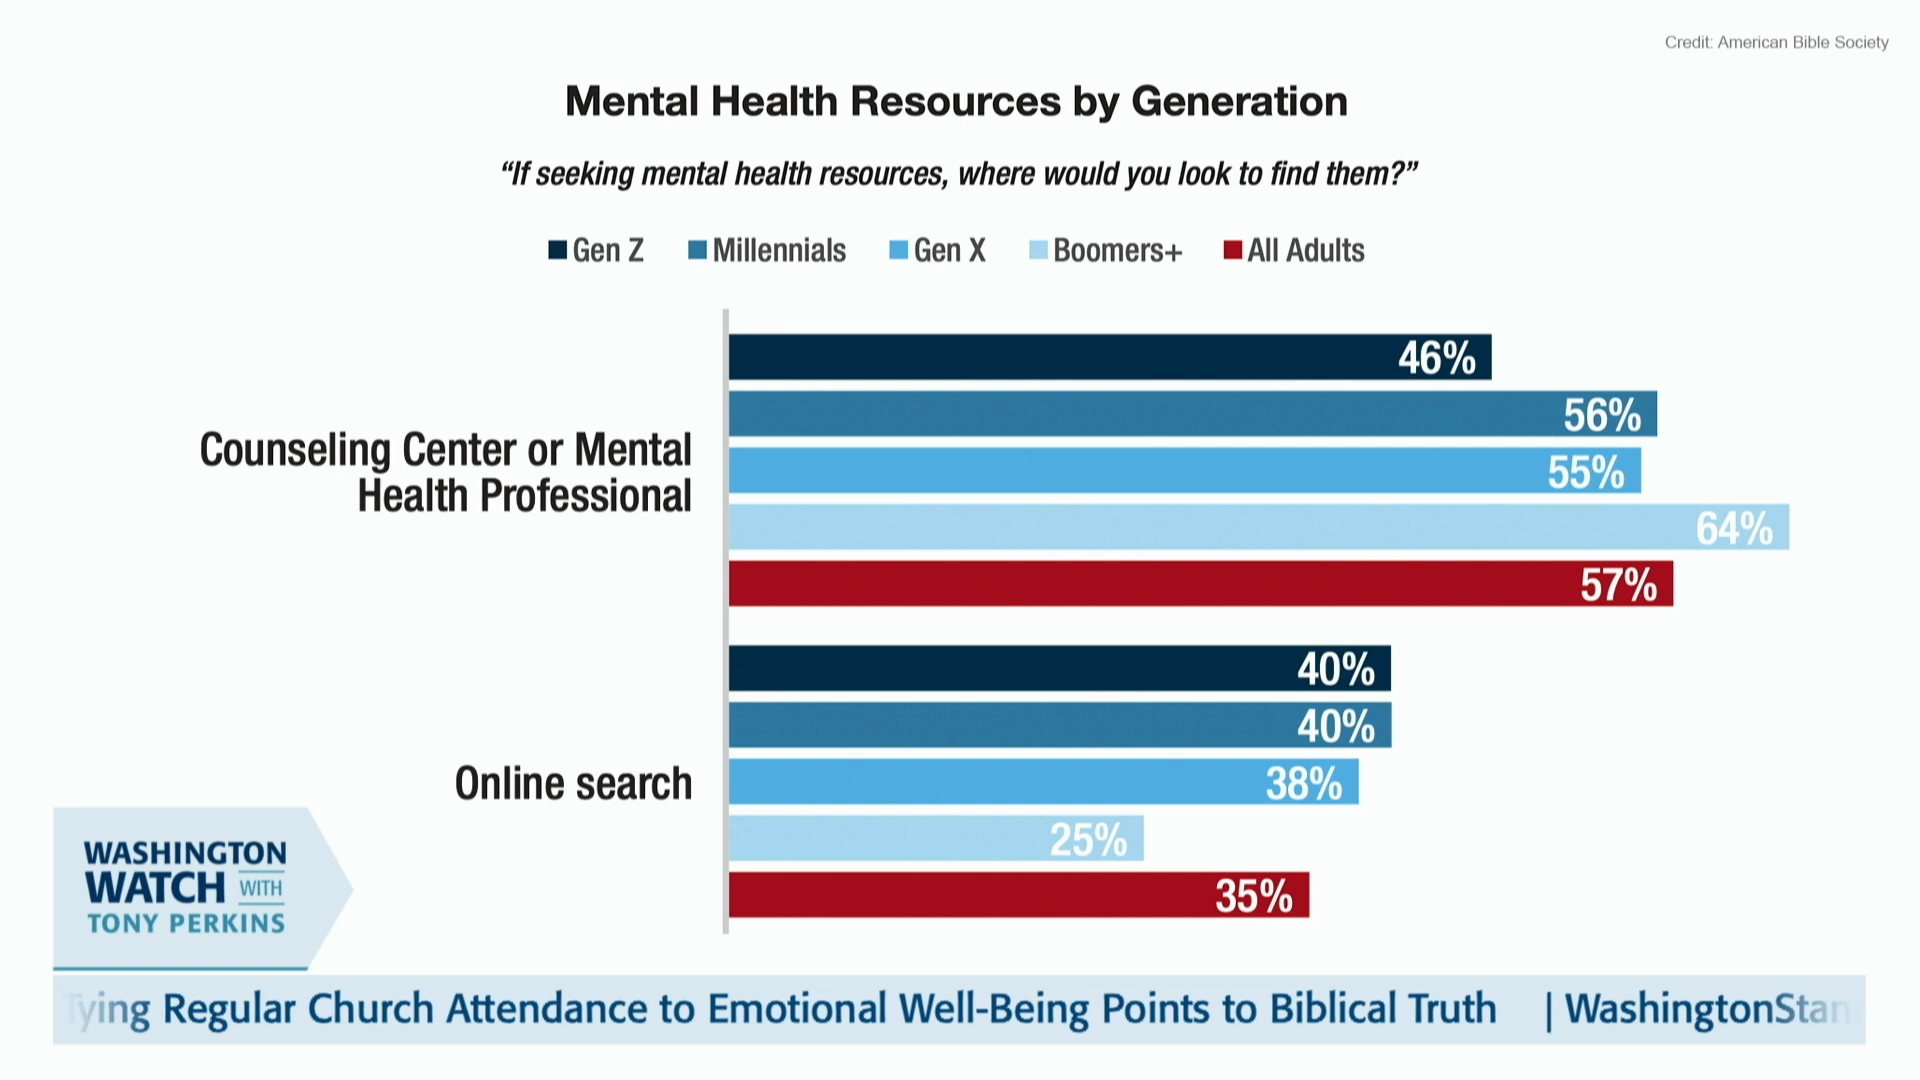 Credit: American Bible Society
Mental Health Resources by Generation
“If seeking mental health resources, where would you look to find them?”
Gen Z Millennials Gen X Boomers+ All Adults
46%
56%
Counseling Center or Mental
Health Professional
55%
64%
57%
40%
40%
Online search
38%
25%
35%
WASHINGTON
WATCH WITH
TONY PERKINS
Tying Regular Church Attendance to Emotional Well-Being Points to Biblical Truth | WashingtonStan